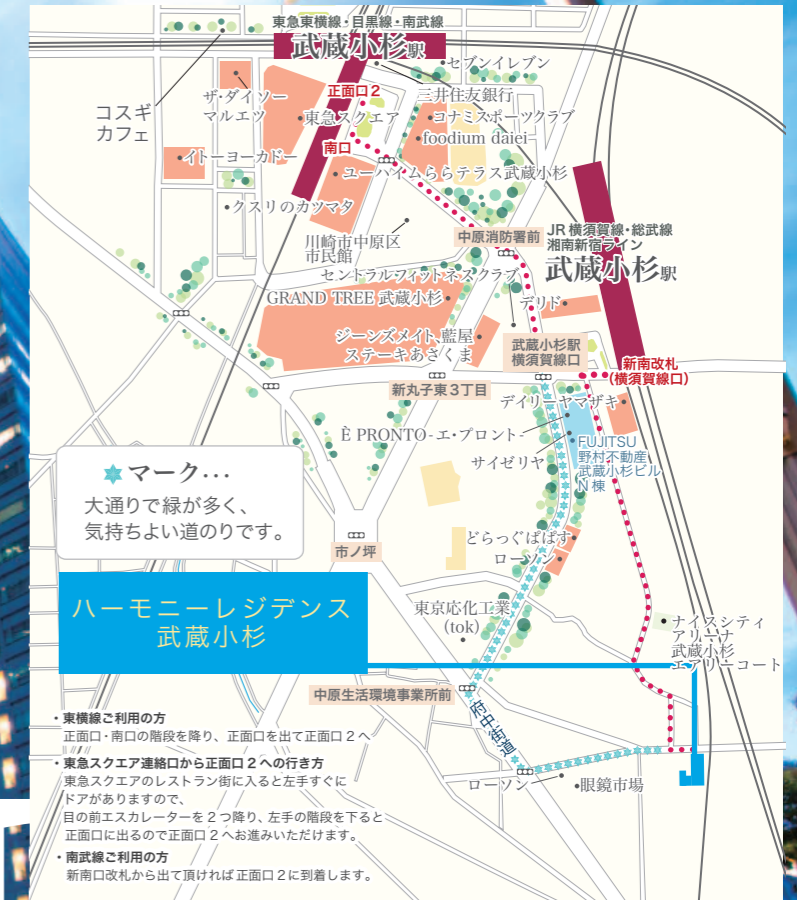 東急東横線・目黒線・南武線
武蔵小杉駅
セブンイレブン
コスギ
カフェ
ザ・ダイソー
マルエツ
正面口2
三井住友銀行
東急スクエア
コナミスポーツクラブ
foodium daiei
南口
イトーヨーカドー
ユーハイムららテラス武蔵小杉
クスリのカツマタ
川崎市中原区
市民館
中原消防署前
JR横須賀線・総武線
湘南新宿ライン
武蔵小杉駅
セントラルフィットネスクラブ
GRAND TREE 武蔵小杉
デリド
ジーンズメイト、藍屋
ステーキあさくま
武蔵小杉駅
横須賀線口
新南改札
(横須賀線口)
新丸子東3丁目
デイリーヤマザキ
È PRONTO-エ・プロント-
サイゼリヤ
FUJITSU
野村不動産
武蔵小杉ビル
N棟
マーク…
大通りで緑が多く、
気持ちよい道のりです。
市ノ坪
どらっぐぱぱす
ローソン
ハーモニーレジデンス
武蔵小杉
東京応化工業
(tok)
ナイスシティ
アリーナ
武蔵小杉
エアリーコート
中原生活環境事業所前
府中街道
ローソン
眼鏡市場
・東横線ご利用の方
正面口・南口の階段を降り、正面口を出て正面口2へ
・東急スクエア連絡口から正面口2への行き方
東急スクエアのレストラン街に入ると左手すぐに
ドアがありますので、
目の前エスカレーターを2つ降り、左手の階段を下ると
正面口に出るので正面口2へお進みいただけます。
・南武線ご利用の方
新南口改札から出て頂ければ正面口2に到着します。